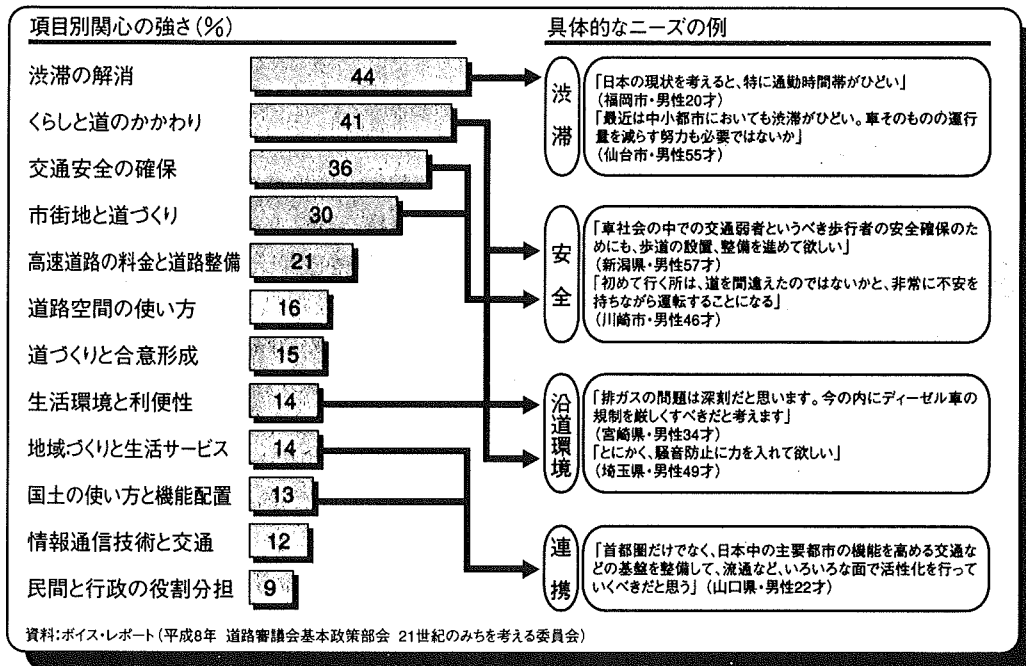 項目別関心の強さ(%)
渋滞の解消 44
くらしと道のかかわり 41
交通安全の確保 36
市街地と道づくり 30
高速道路の料金と道路整備 21
道路空間の使い方 16
道づくりと合意形成 15
生活環境と利便性 14
地域づくりと生活サービス 14
国土の使い方と機能配置 13
情報通信技術と交通 12
民間と行政の役割分担 9
具体的なニーズの例
渋滞
「日本の現状を考えると、特に通勤時間帯がひどい」
(福岡市・男性20才)
「最近は中小都市においても渋滞がひどい。車そのものの運行
量を減らす努力も必要ではないか」
(仙台市・男性55才)
安全
「車社会の中での交通弱者というべき歩行者の安全確保のた
めにも、歩道の設置、整備を進めて欲しい」
(新潟県・男性57才)
「初めて行く所は、道を間違えたのではないかと、非常に不安を
持ちながら運転することになる」
(川崎市・男性46才)
沿道環境
「排ガスの問題は深刻だと思います。今の内にディーゼル車の
規制を厳しくすべきだと考えます」
(宮崎県・男性34才)
「とにかく、騒音防止に力を入れて欲しい」
(埼玉県・男性49才)
連携
「首都圏だけでなく、日本中の主要都市の機能を高める交通な
どの基盤を整備して、流通など、いろいろな面で活性化を行って
いくべきだと思う」(山口県・男性22才)
資料:ボイス・レポート(平成8年 道路審議会基本政策部会 21世紀のみちを考える委員会)